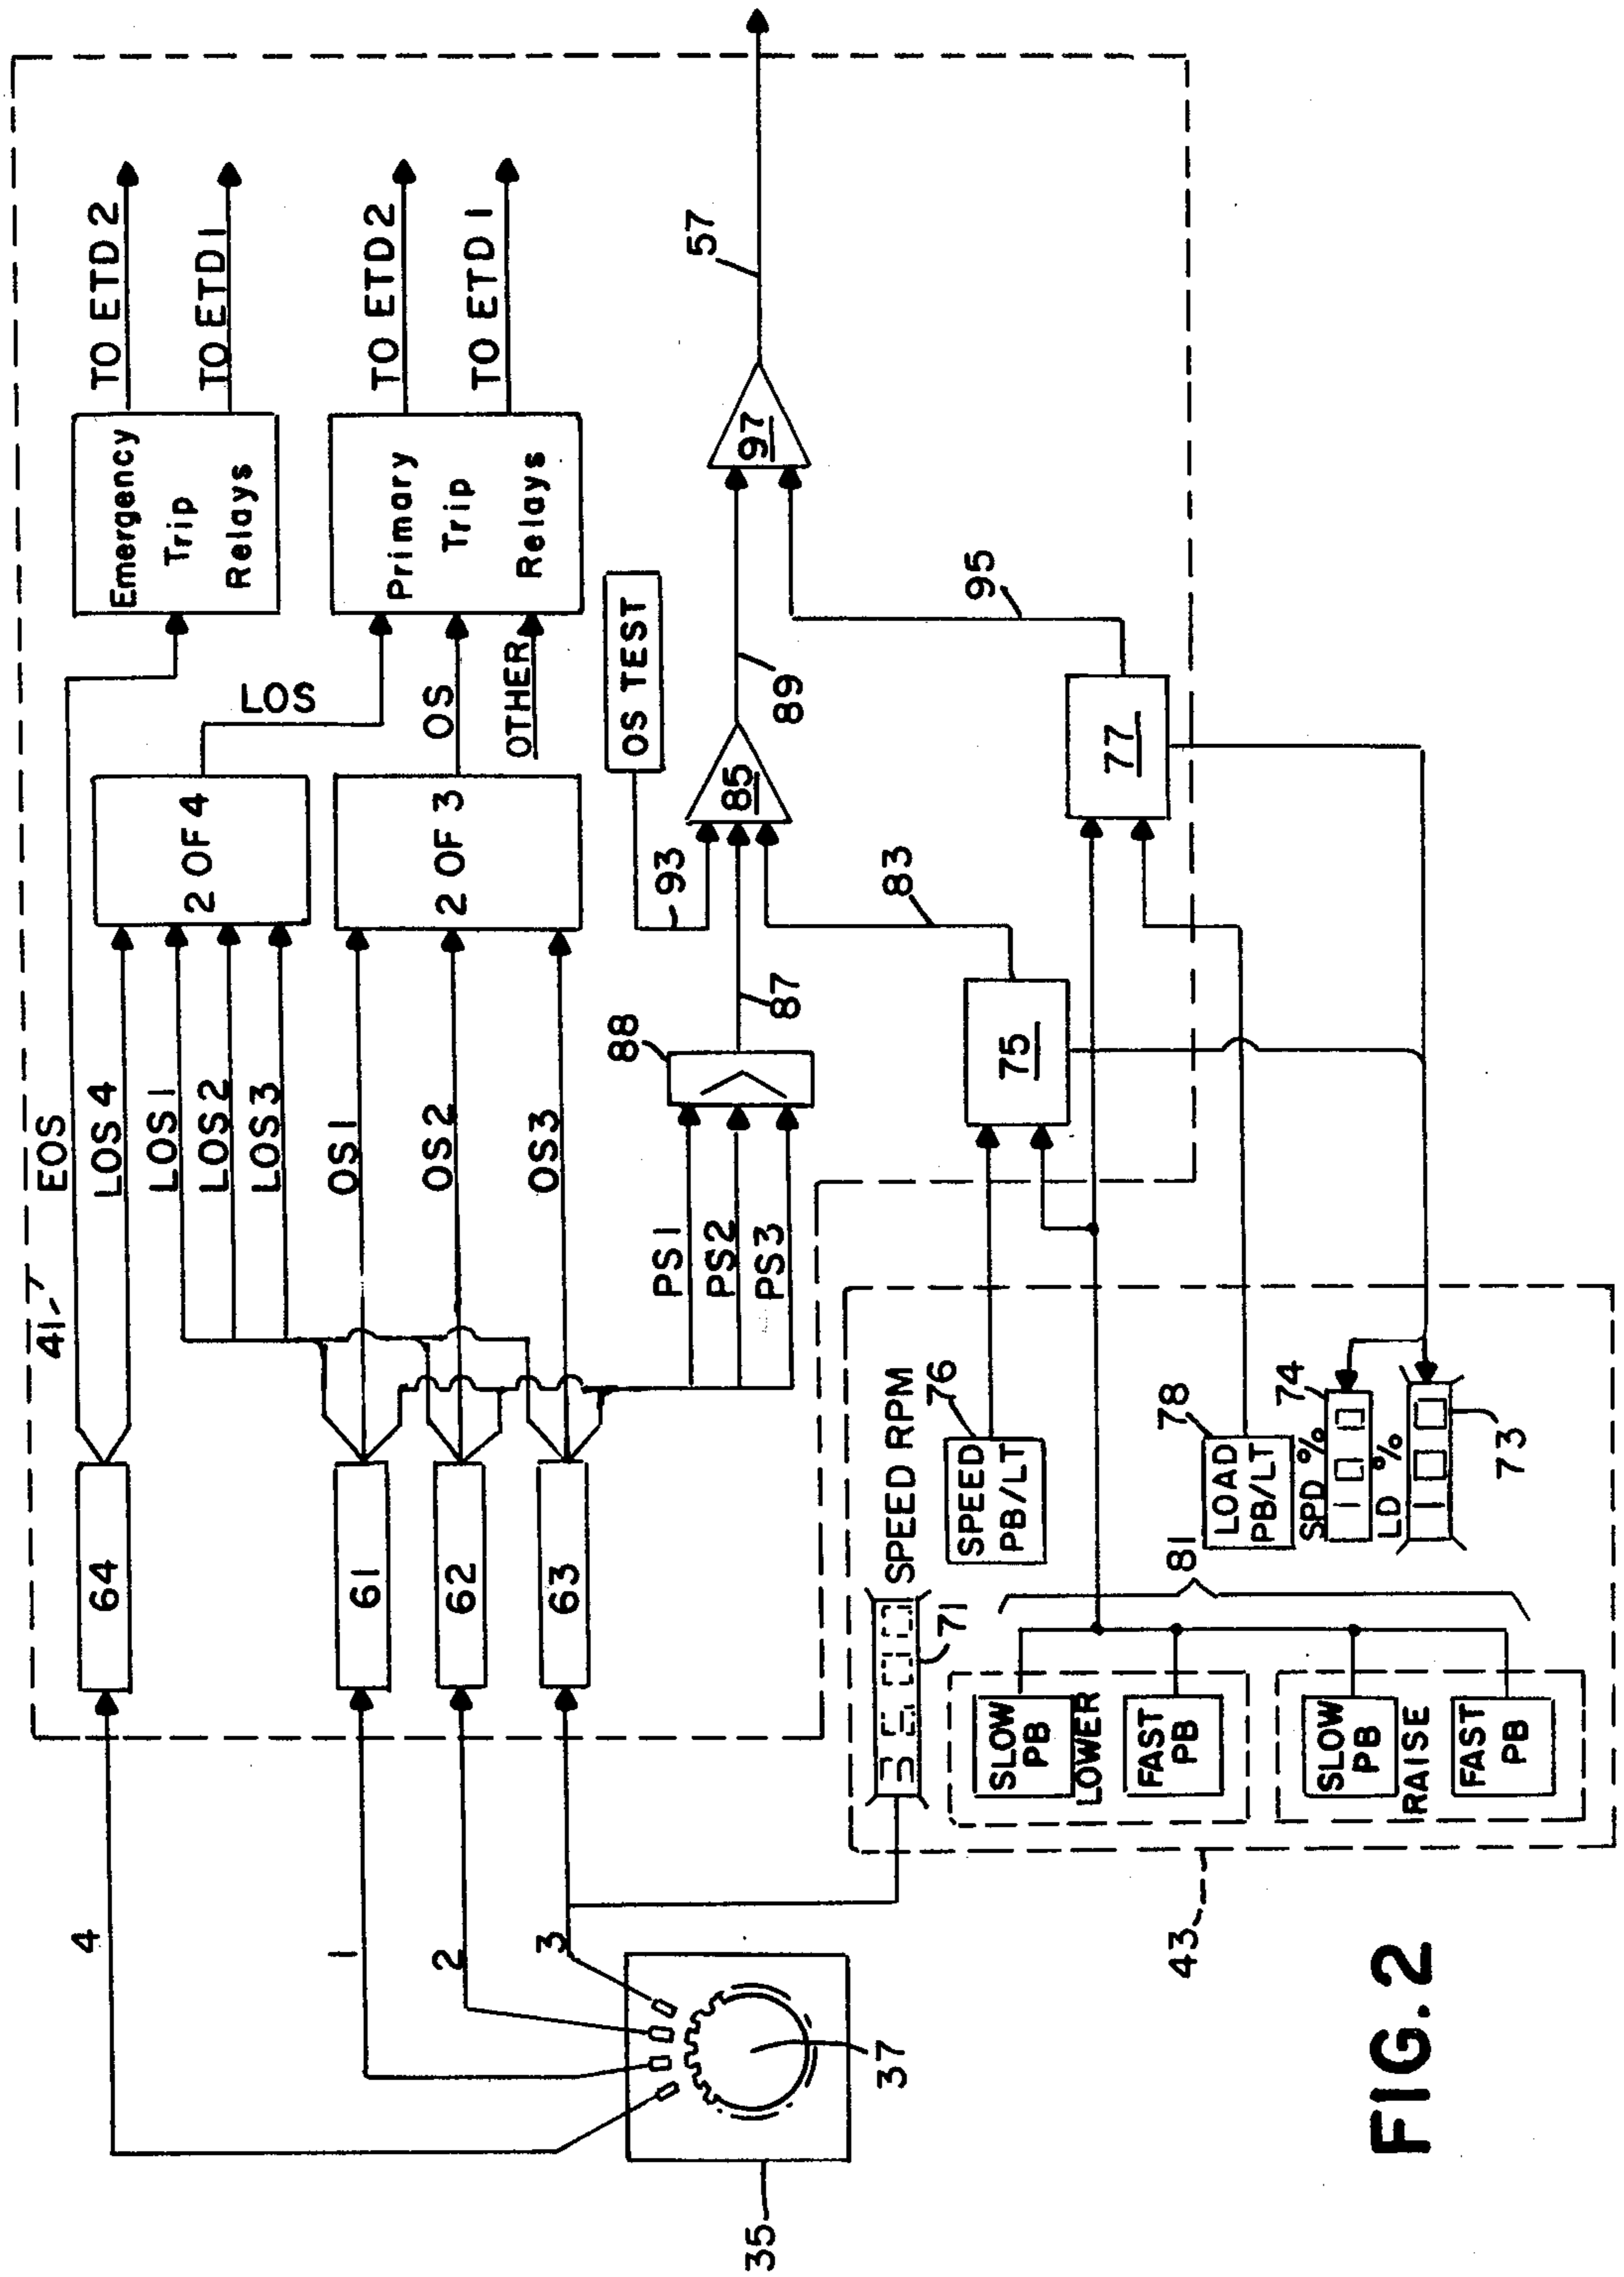 41
EOS
LOS 4
LOS 1
LOS 2
LOS 3
64
4
2 OF 4
LOS
Emergency
Trip
Relays
TO ETD 2
TO ETD 1
1
61
OS 1
2
62
OS 2
3
63
OS 3
2 OF 3
OS
OTHER
Primary
Trip
Relays
TO ETD 2
TO ETD 1
OS TEST
93
PS 1
PS 2
PS 3
88
87
85
89
97
57
35
37
SPEED RPM
71
76
SPEED
PB/LT
75
83
77
95
SLOW
PB
LOWER
FAST
PB
81
78
LOAD
PB/LT
SPD %
74
LD %
73
SLOW
PB
RAISE
FAST
PB
43
FIG. 2